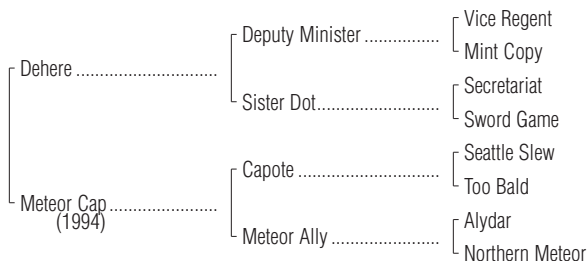 Vice Regent
Deputy Minister ..................
Mint Copy
Dehere ..................................
Secretariat
Sister Dot..............................
Sword Game
Seattle Slew
Capote ...................................
Too Bald
Meteor Cap..........................
(1994)
Alydar
Meteor Ally ..........................
Northern Meteor